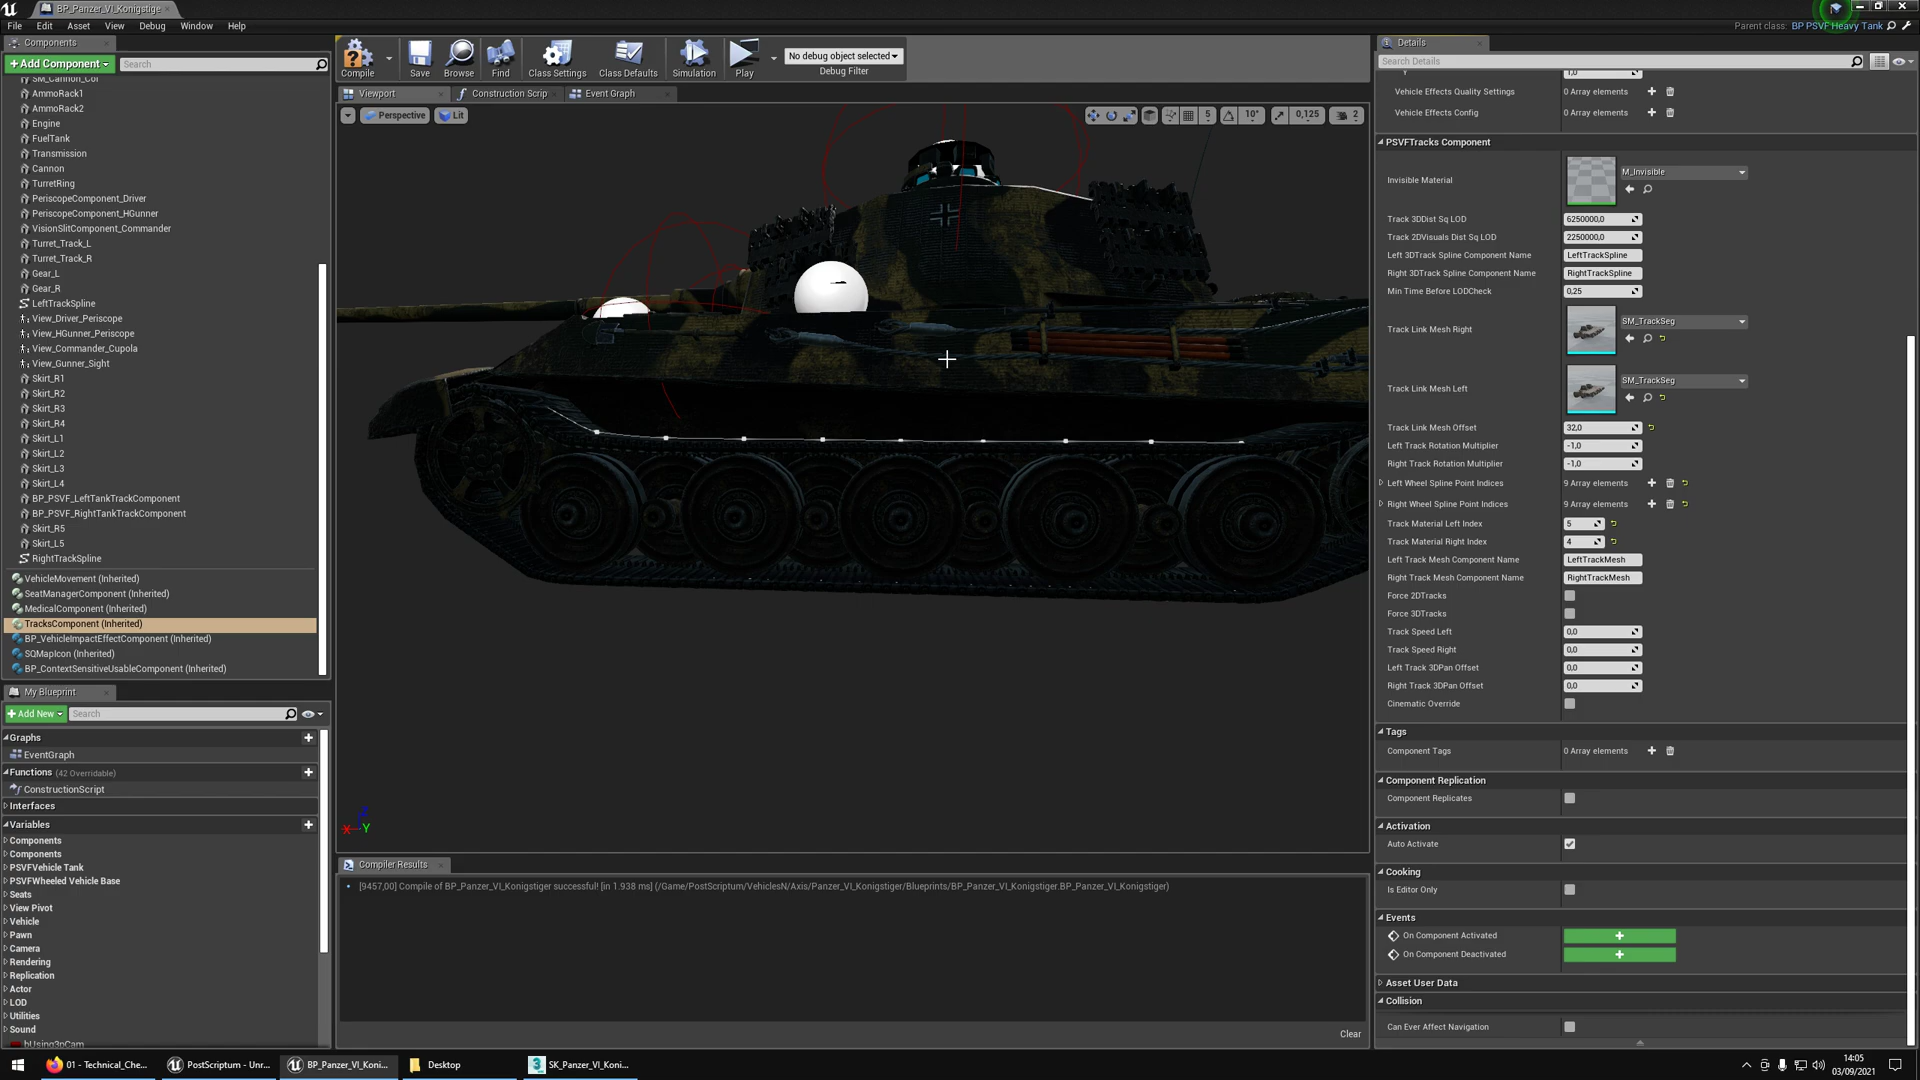 BP_Panzer_VI_Konigstige
File Edit Asset View Window Debug Help
Parent class: BP PSVF Heavy Tank
Components
+Add Component
Search
SM_Cannon_Col
AmmoRack1
AmmoRack2
Engine
FuelTank
Transmission
Cannon
TurretRing
PeriscopeComponent_Driver
PeriscopeComponent_HGunner
VisionSlitComponent_Commander
Turret_Track_L
Turret_Track_R
Gear_L
Gear_R
LeftTrackSpline
View_Driver_Periscope
View_HGunner_Periscope
View_Commander_Cupola
View_Gunner_Sight
Skirt_R1
Skirt_R2
Skirt_R3
Skirt_R4
Skirt_L1
Skirt_L2
Skirt_L3
Skirt_L4
BP_PSVF_LeftTankTrackComponent
BP_PSVF_RightTankTrackComponent
Skirt_R5
Skirt_L5
RightTrackSpline
VehicleMovement (Inherited)
SeatManagerComponent (Inherited)
MedicalComponent (Inherited)
TracksComponent (Inherited)
BP_VehicleImpactEffectComponent (Inherited)
SQMapIcon (Inherited)
BP_ContextSensitiveUsableComponent (Inherited)
My Blueprint
+Add New
Search
Graphs
EventGraph
Functions (42 Overridable)
ConstructionScript
Interfaces
Variables
Components
Components
PSVFVehicle Tank
PSVFWheeled Vehicle Base
Seats
View Pivot
Vehicle
Pawn
Camera
Rendering
Replication
Actor
LOD
Utilities
Sound
bUsing3pCam
Compile
Save
Browse
Find
Class Settings
Class Defaults
Simulation
Play
No debug object selected
Debug Filter
Viewport
Construction Scrip
Event Graph
Perspective
Lit
5
10°
0,125
2
X
Y
Z
Compiler Results
[9457,00] Compile of BP_Panzer_VI_Konigstiger successful! [in 1.938 ms] (/Game/PostScriptum/VehiclesN/Axis/Panzer_VI_Konigstiger/Blueprints/BP_Panzer_VI_Konigstiger.BP_Panzer_VI_Konigstiger)
Clear
Details
Search Details
Y 1,0
Vehicle Effects Quality Settings 0 Array elements
Vehicle Effects Config 0 Array elements
PSVFTracks Component
Invisible Material M_Invisible
Track 3DDist Sq LOD 6250000,0
Track 2DVisuals Dist Sq LOD 2250000,0
Left 3DTrack Spline Component Name LeftTrackSpline
Right 3DTrack Spline Component Name RightTrackSpline
Min Time Before LODCheck 0,25
Track Link Mesh Right SM_TrackSeg
Track Link Mesh Left SM_TrackSeg
Track Link Mesh Offset 32,0
Left Track Rotation Multiplier -1,0
Right Track Rotation Multiplier -1,0
Left Wheel Spline Point Indices 9 Array elements
Right Wheel Spline Point Indices 9 Array elements
Track Material Left Index 5
Track Material Right Index 4
Left Track Mesh Component Name LeftTrackMesh
Right Track Mesh Component Name RightTrackMesh
Force 2DTracks
Force 3DTracks
Track Speed Left 0,0
Track Speed Right 0,0
Left Track 3DPan Offset 0,0
Right Track 3DPan Offset 0,0
Cinematic Override
Tags
Component Tags 0 Array elements
Component Replication
Component Replicates
Activation
Auto Activate
Cooking
Is Editor Only
Events
On Component Activated
On Component Deactivated
Asset User Data
Collision
Can Ever Affect Navigation
01 - Technical_Che...
PostScriptum - Unr...
BP_Panzer_VI_Koni...
Desktop
SK_Panzer_VI_Koni...
14:05
03/09/2021